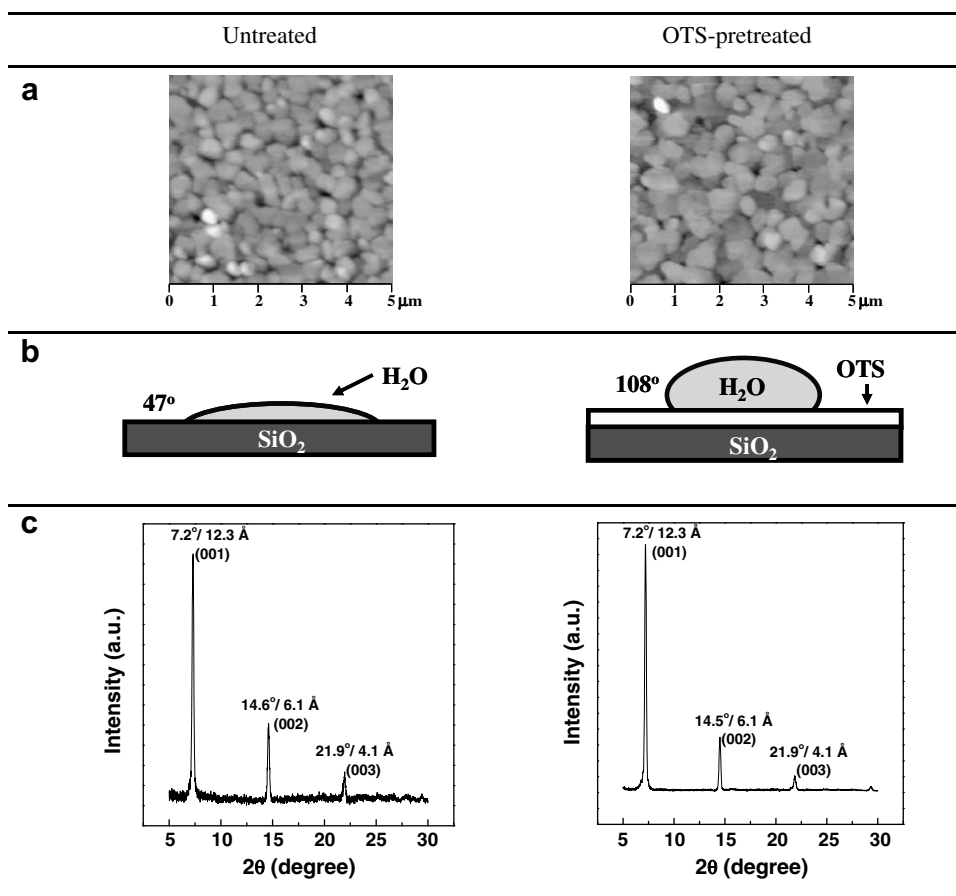 Untreated OTS-pretreated
a
0 1 2 3 4 5 μm
0 1 2 3 4 5 μm
b
47° H₂O
SiO₂
108° H₂O OTS
SiO₂
c
7.2°/ 12.3 Å
(001)
14.6°/ 6.1 Å
(002)
21.9°/ 4.1 Å
(003)
Intensity (a.u.)
5 10 15 20 25 30
2θ (degree)
7.2°/ 12.3 Å
(001)
14.5°/ 6.1 Å
(002)
21.9°/ 4.1 Å
(003)
Intensity (a.u.)
5 10 15 20 25 30
2θ (degree)